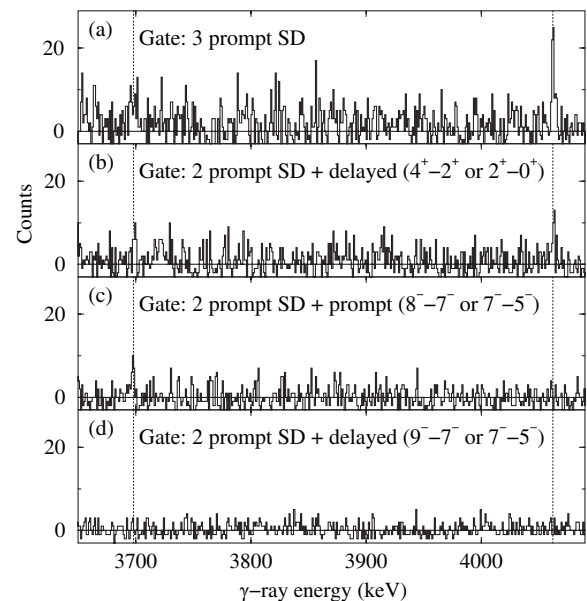 (a)
Gate: 3 prompt SD
20
0
(b)
Gate: 2 prompt SD + delayed (4⁺−2⁺ or 2⁺−0⁺)
20
0
Counts
(c)
Gate: 2 prompt SD + prompt (8⁻−7⁻ or 7⁻−5⁻)
20
0
(d)
Gate: 2 prompt SD + delayed (9⁻−7⁻ or 7⁻−5⁻)
20
0
3700 3800 3900 4000
γ−ray energy (keV)